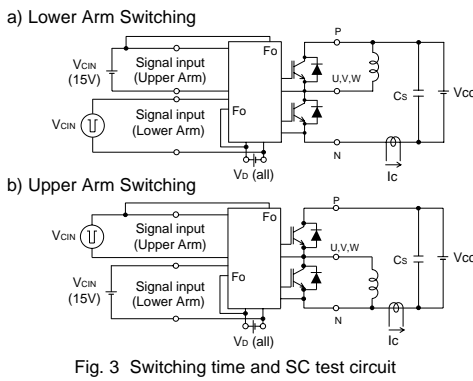 a) Lower Arm Switching
P
Fo
VCIN
(15V)
Signal input
(Upper Arm)
U,V,W
CS
VCC
VCIN
Signal input
(Lower Arm)
Fo
N
VD (all)
Ic
b) Upper Arm Switching
P
Fo
VCIN
Signal input
(Upper Arm)
U,V,W
CS
VCC
VCIN
(15V)
Signal input
(Lower Arm)
Fo
N
VD (all)
Ic
Fig. 3 Switching time and SC test circuit